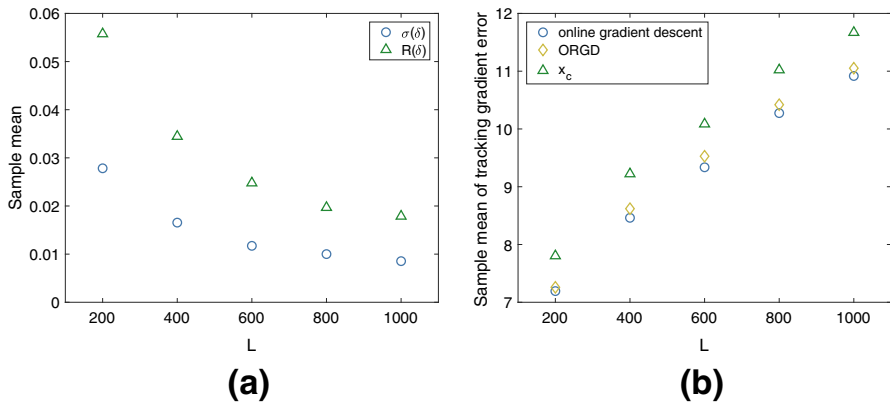 0.06
0.05
0.04
0.03
0.02
0.01
0
Sample mean
σ(δ)
R(δ)
200 400 600 800 1000
L
(a)
12
11
10
9
8
7
Sample mean of tracking gradient error
online gradient descent
ORGD
x_c
200 400 600 800 1000
L
(b)